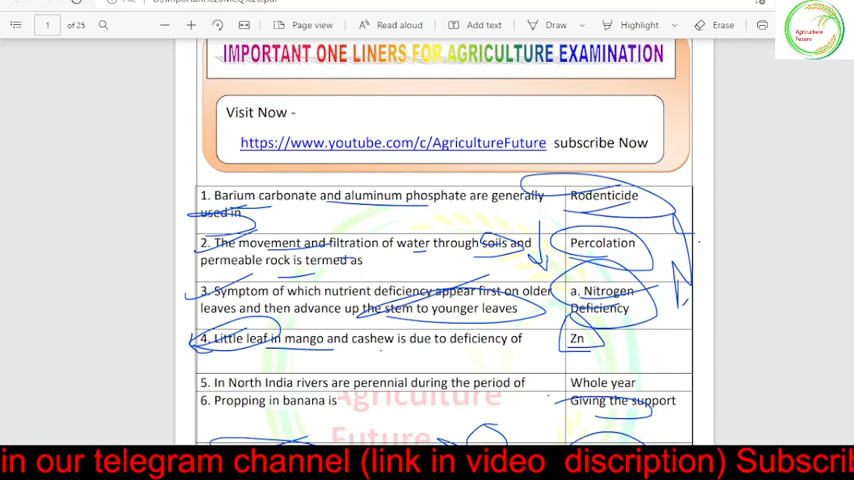 1
of 25
Page view
Read aloud
Add text
Draw
Highlight
Erase
Agriculture
Future
IMPORTANT ONE LINERS FOR AGRICULTURE EXAMINATION
Visit Now -
https://www.youtube.com/c/AgricultureFuture subscribe Now
1. Barium carbonate and aluminum phosphate are generally
used in
Rodenticide
2. The movement and filtration of water through soils and
permeable rock is termed as
Percolation
3. Symptom of which nutrient deficiency appear first on older
leaves and then advance up the stem to younger leaves
a. Nitrogen
Deficiency
4. Little leaf in mango and cashew is due to deficiency of
Zn
5. In North India rivers are perennial during the period of
Whole year
6. Propping in banana is
Giving the support
Agriculture
Future
in our telegram channel (link in video discription) Subscrib